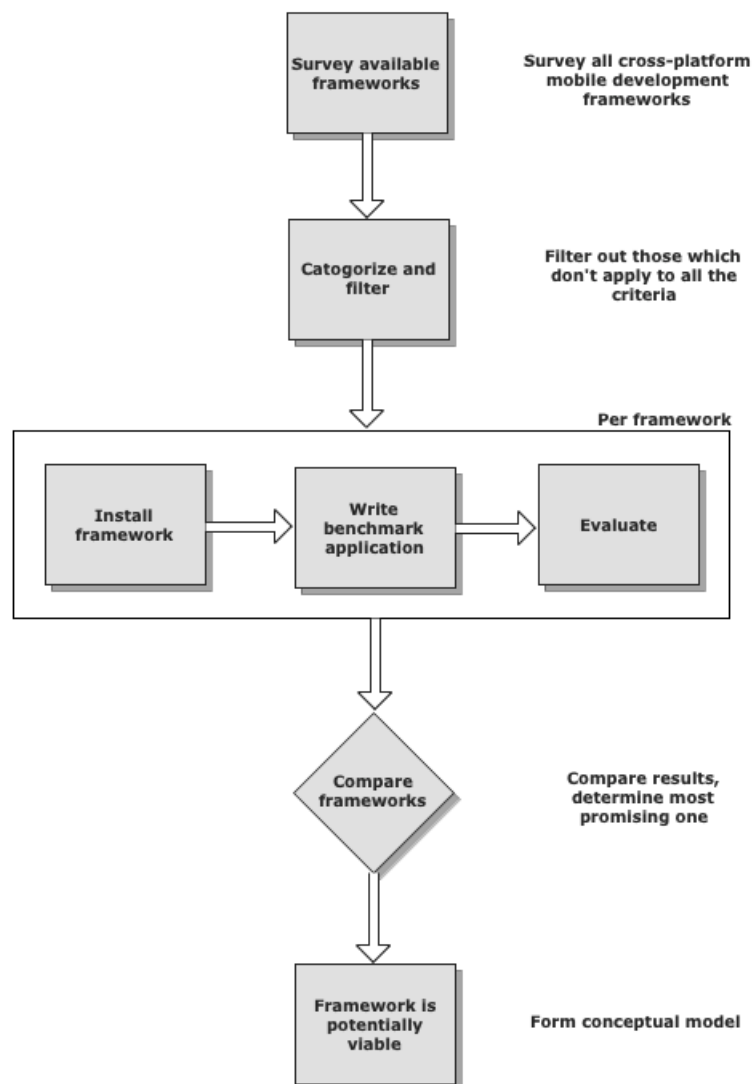 Survey available
frameworks
Survey all cross-platform
mobile development
frameworks
Catogorize and
filter
Filter out those which
don't apply to all the
criteria
Per framework
Install
framework
Write
benchmark
application
Evaluate
Compare
frameworks
Compare results,
determine most
promising one
Framework is
potentially
viable
Form conceptual model